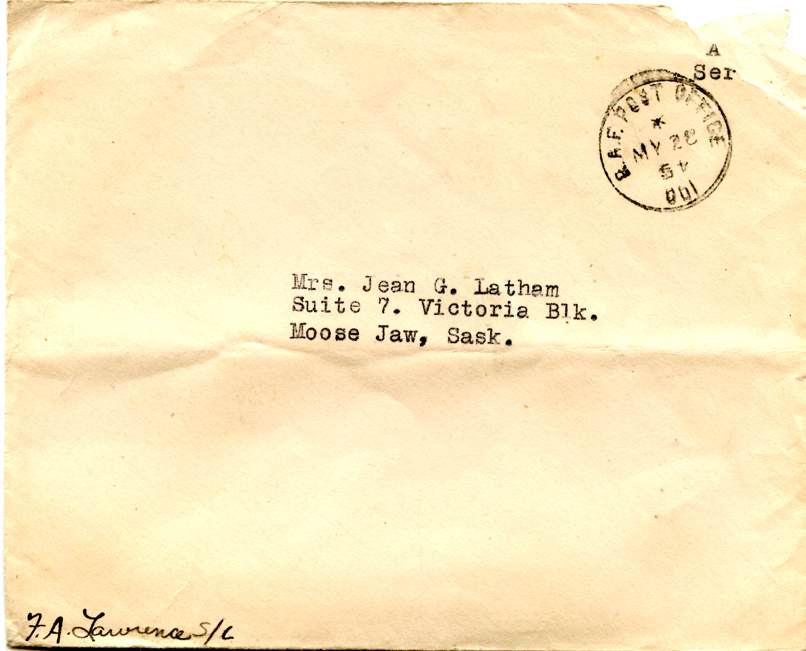 A
Ser
R.A.F. POST OFFICE
MY 28
45
001
Mrs. Jean G. Latham
Suite 7. Victoria Blk.
Moose Jaw, Sask.
F.A. Lawrence S/L